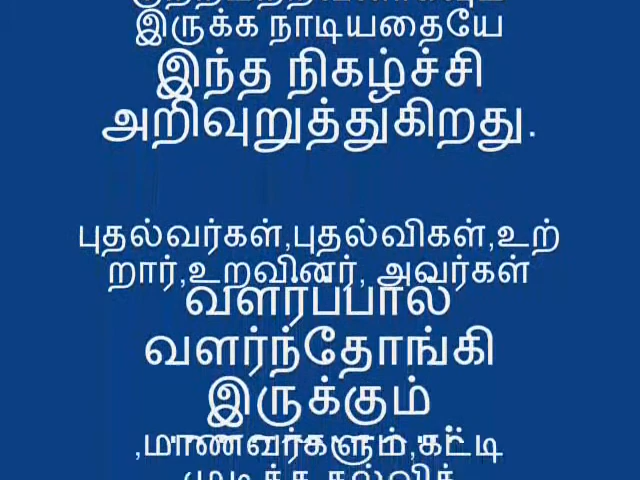 இருக்க நாடியதையே
இந்த நிகழ்ச்சி
அறிவுறுத்துகிறது.
புதல்வர்கள்,புதல்விகள்,உற்
றார்,உறவினர், அவர்கள்
வளர்ப்பால்
வளர்ந்தோங்கி
இருக்கும்
,மாணவர்களும்,கட்டி